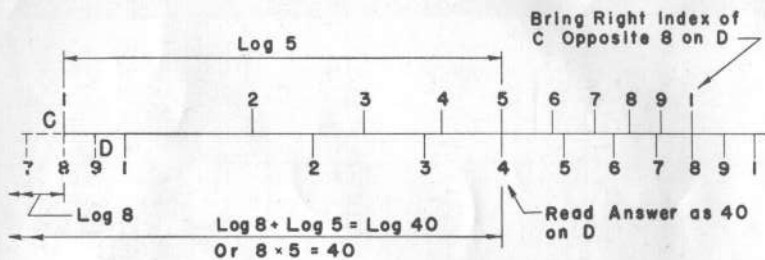 Bring Right Index of
C Opposite 8 on D
Log 5
1 2 3 4 5 6 7 8 9 1
C
D
7 8 9 1 2 3 4 5 6 7 8 9 1
Log 8
Log 8 + Log 5 = Log 40
Or 8 × 5 = 40
Read Answer as 40
on D